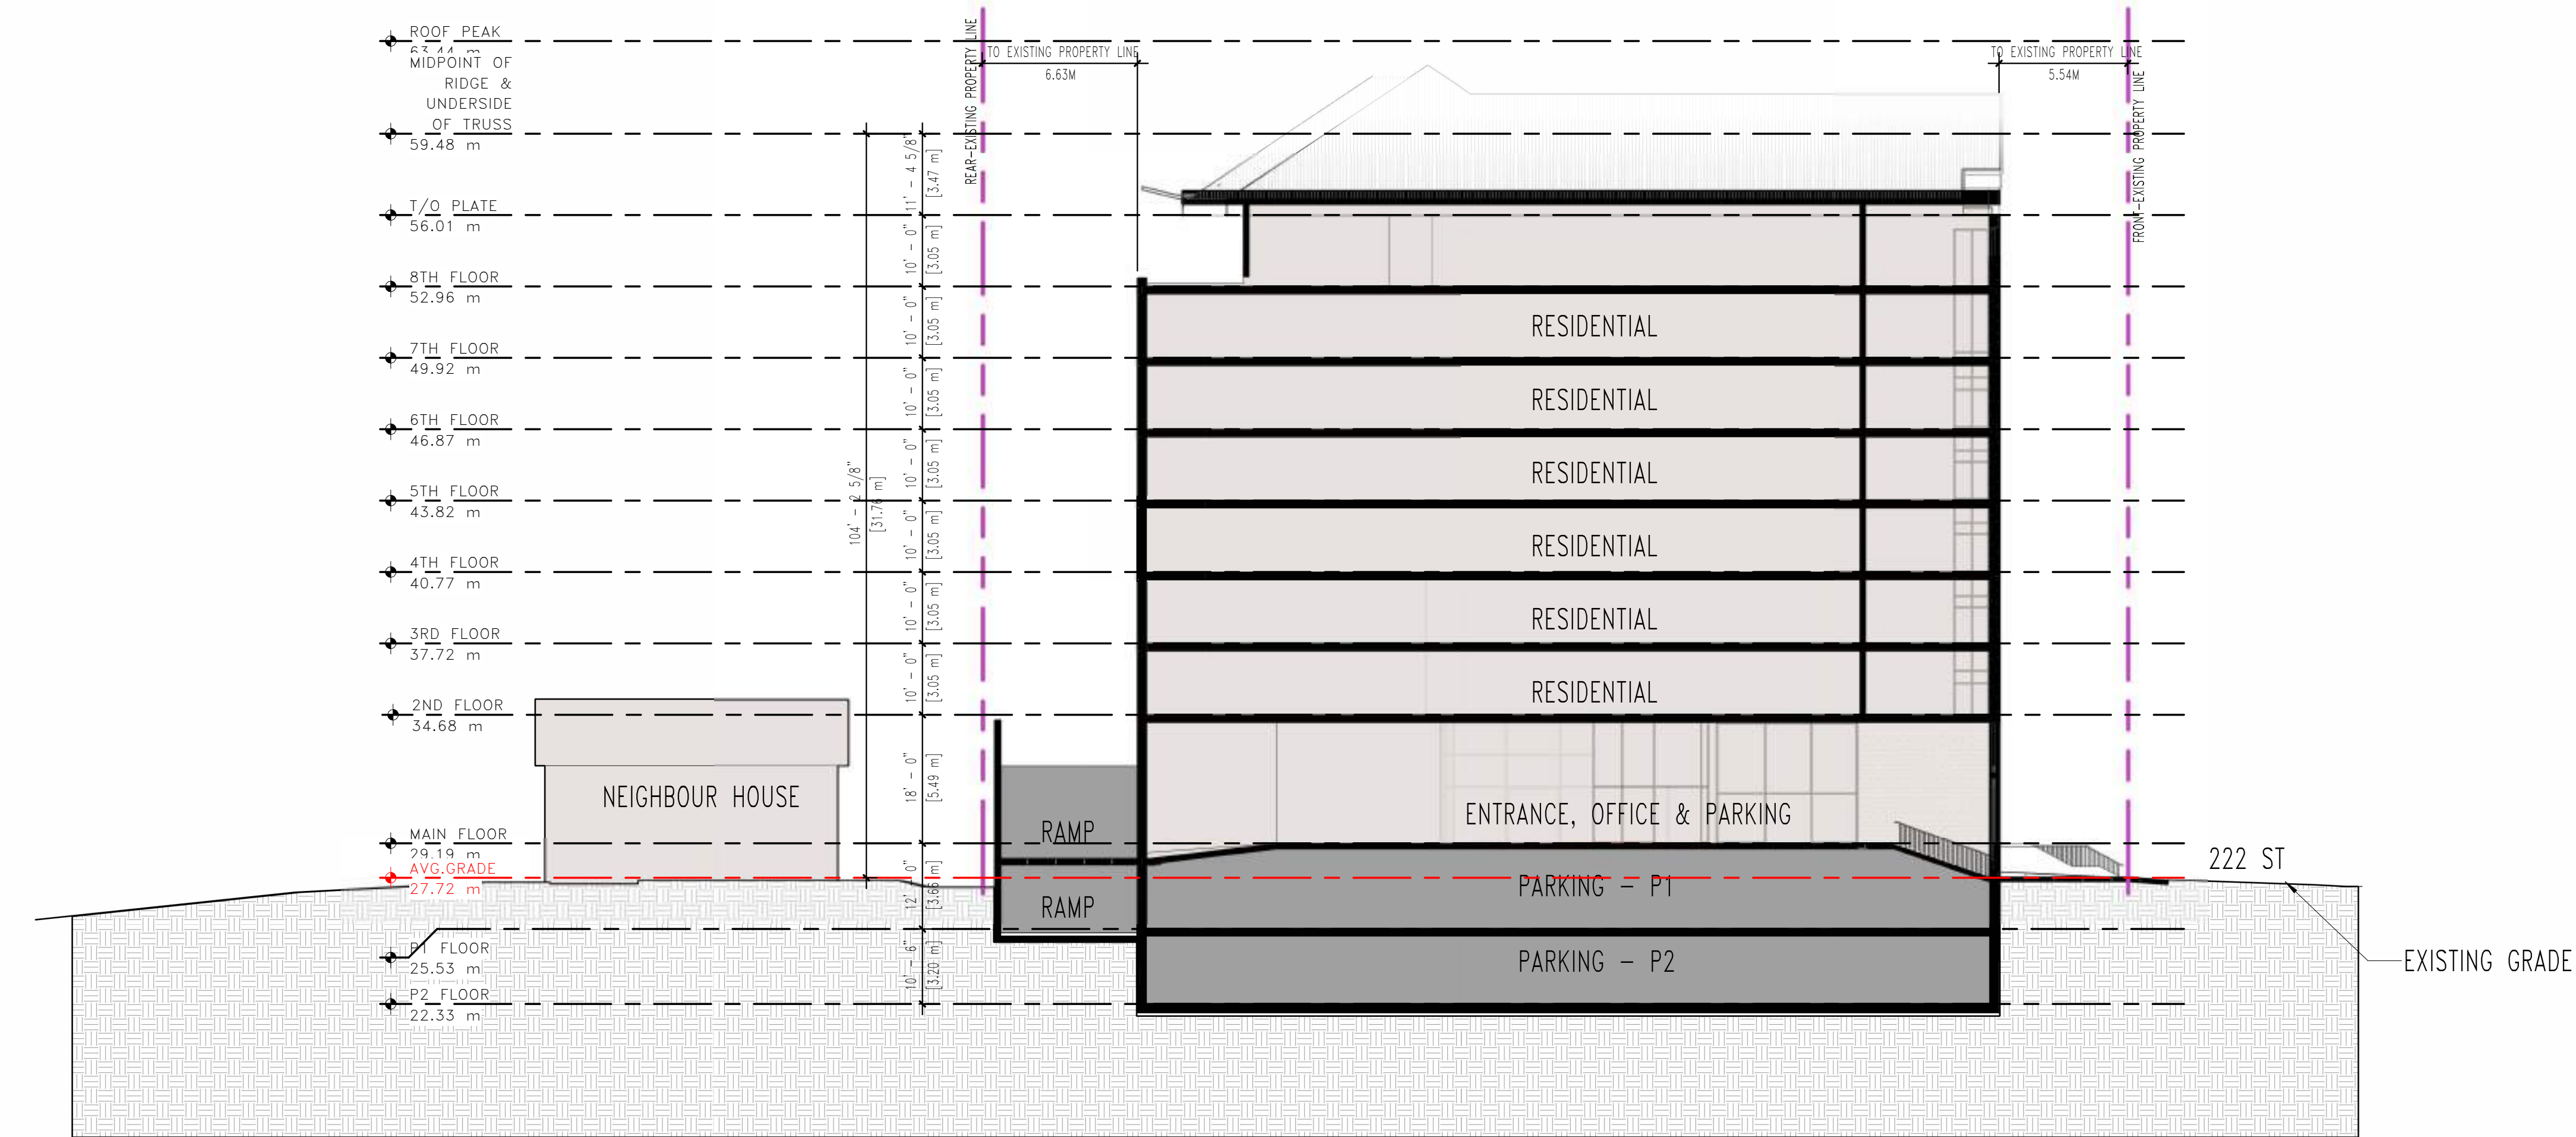 ROOF PEAK
63.44 m
MIDPOINT OF
RIDGE &
UNDERSIDE
OF TRUSS
59.48 m
T/O PLATE
56.01 m
8TH FLOOR
52.96 m
7TH FLOOR
49.92 m
6TH FLOOR
46.87 m
5TH FLOOR
43.82 m
4TH FLOOR
40.77 m
3RD FLOOR
37.72 m
2ND FLOOR
34.68 m
MAIN FLOOR
29.19 m
AVG.GRADE
27.72 m
P1 FLOOR
25.53 m
P2 FLOOR
22.33 m
NEIGHBOUR HOUSE
104' - 2 5/8"
[31.76 m]
11' - 4 5/8"
[3.47 m]
10' - 0"
[3.05 m]
10' - 0"
[3.05 m]
10' - 0"
[3.05 m]
10' - 0"
[3.05 m]
10' - 0"
[3.05 m]
10' - 0"
[3.05 m]
10' - 0"
[3.05 m]
18' - 0"
[5.49 m]
12' - 0"
[3.66 m]
10' - 6"
[3.20 m]
REAR-EXISTING PROPERTY LINE
TO EXISTING PROPERTY LINE
6.63M
TO EXISTING PROPERTY LINE
5.54M
FRONT-EXISTING PROPERTY LINE
RESIDENTIAL
RESIDENTIAL
RESIDENTIAL
RESIDENTIAL
RESIDENTIAL
RESIDENTIAL
ENTRANCE, OFFICE & PARKING
RAMP
RAMP
PARKING - P1
PARKING - P2
222 ST
EXISTING GRADE